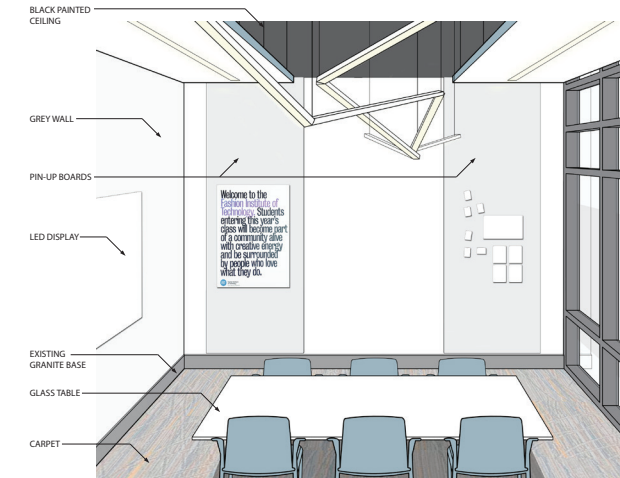 BLACK PAINTED
CEILING
GREY WALL
PIN-UP BOARDS
Welcome to the
Fashion Institute of
Technology. Students
entering this year's
class will become part
of a community alive
with creative energy
and be surrounded
by people who love
what they do.
LED DISPLAY
EXISTING
GRANITE BASE
GLASS TABLE
CARPET